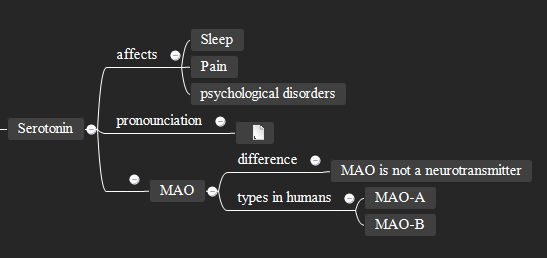 Serotonin
affects
Sleep
Pain
psychological disorders
pronounciation
MAO
difference
MAO is not a neurotransmitter
types in humans
MAO-A
MAO-B